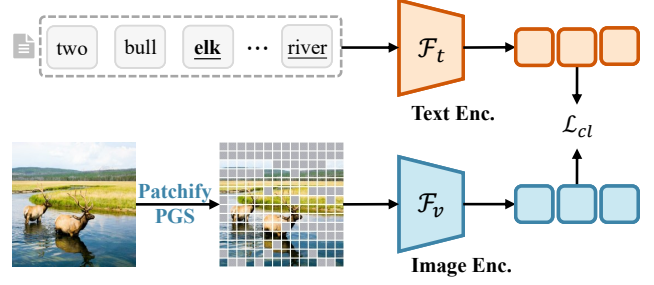 two bull elk ··· river
ℱt
Text Enc.
ℒcl
Patchify
PGS
ℱv
Image Enc.